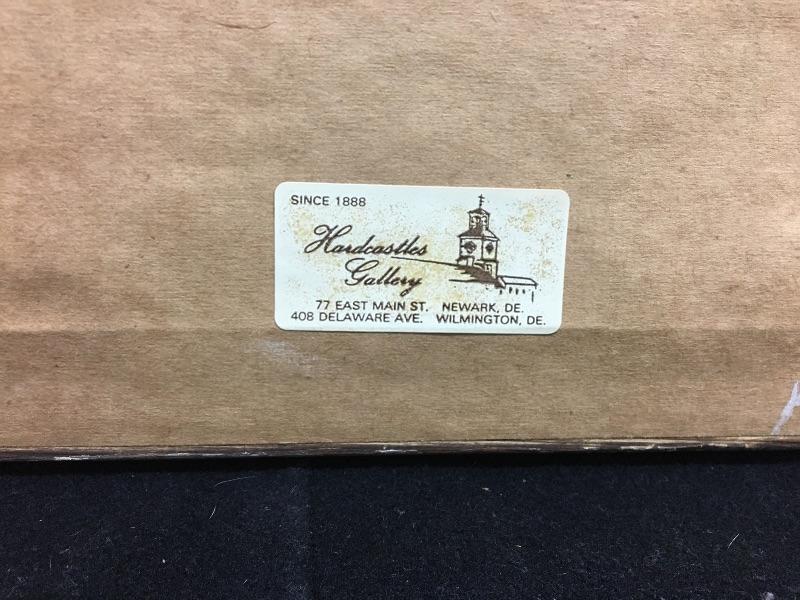 SINCE 1888
Hardcastles
Gallery
77 EAST MAIN ST. NEWARK, DE.
408 DELAWARE AVE. WILMINGTON, DE.